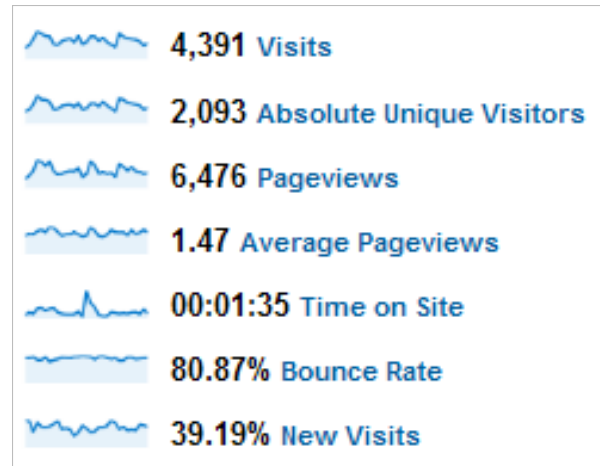 4,391 Visits
2,093 Absolute Unique Visitors
6,476 Pageviews
1.47 Average Pageviews
00:01:35 Time on Site
80.87% Bounce Rate
39.19% New Visits